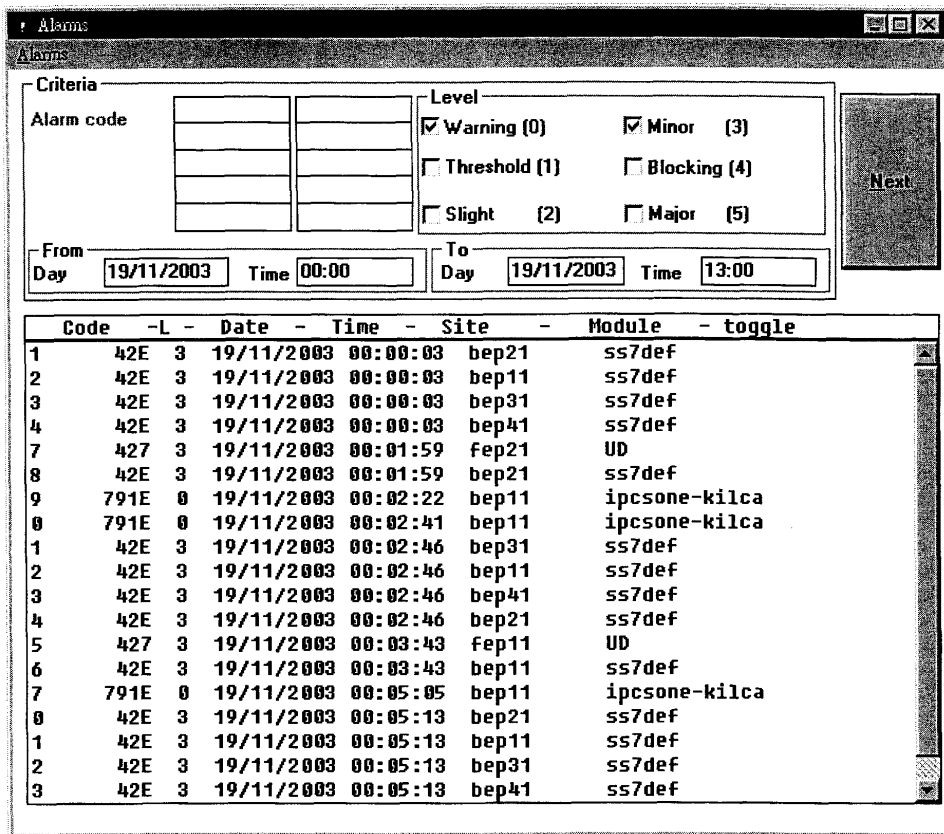 Alarms
Alarms
Criteria
Alarm code
Level
Warning (0) Minor (3)
Threshold (1) Blocking (4)
Slight (2) Major (5)
Next
From
Day 19/11/2003 Time 00:00
To
Day 19/11/2003 Time 13:00
Code -L - Date - Time - Site - Module - toggle
1 42E 3 19/11/2003 00:00:03 bep21 ss7def
2 42E 3 19/11/2003 00:00:03 bep11 ss7def
3 42E 3 19/11/2003 00:00:03 bep31 ss7def
4 42E 3 19/11/2003 00:00:03 bep41 ss7def
7 427 3 19/11/2003 00:01:59 fep21 UD
8 42E 3 19/11/2003 00:01:59 bep21 ss7def
9 791E 0 19/11/2003 00:02:22 bep11 ipcsone-kilca
0 791E 0 19/11/2003 00:02:41 bep11 ipcsone-kilca
1 42E 3 19/11/2003 00:02:46 bep31 ss7def
2 42E 3 19/11/2003 00:02:46 bep11 ss7def
3 42E 3 19/11/2003 00:02:46 bep41 ss7def
4 42E 3 19/11/2003 00:02:46 bep21 ss7def
5 427 3 19/11/2003 00:03:43 fep11 UD
6 42E 3 19/11/2003 00:03:43 bep11 ss7def
7 791E 0 19/11/2003 00:05:05 bep11 ipcsone-kilca
0 42E 3 19/11/2003 00:05:13 bep21 ss7def
1 42E 3 19/11/2003 00:05:13 bep11 ss7def
2 42E 3 19/11/2003 00:05:13 bep31 ss7def
3 42E 3 19/11/2003 00:05:13 bep41 ss7def